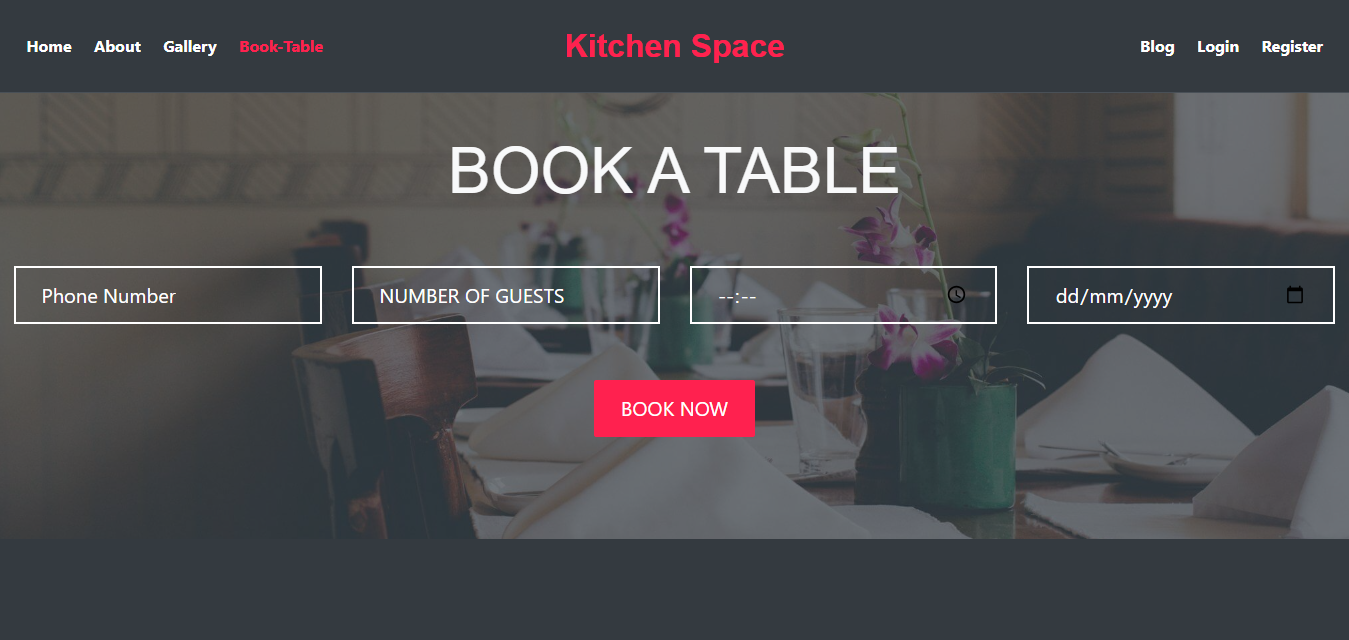 Home About Gallery Book-Table Kitchen Space Blog Login Register
BOOK A TABLE
Phone Number NUMBER OF GUESTS --:-- dd/mm/yyyy
BOOK NOW